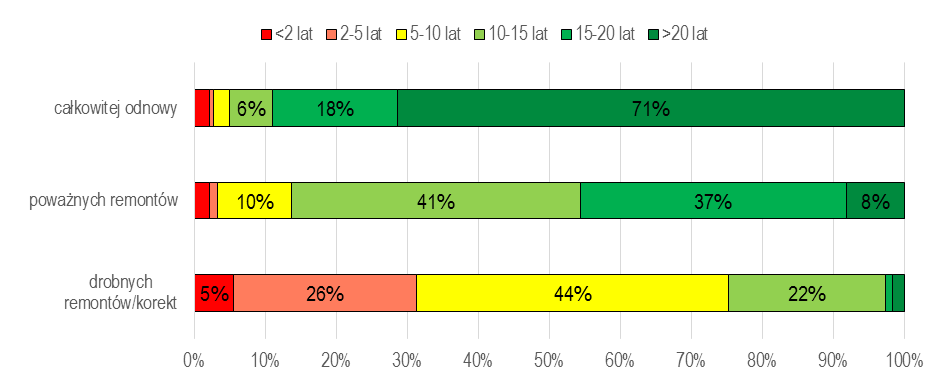 <2 lat 2-5 lat 5-10 lat 10-15 lat 15-20 lat >20 lat
całkowitej odnowy 6% 18% 71%
poważnych remontów 10% 41% 37% 8%
drobnych
remontów/korekt 5% 26% 44% 22%
0% 10% 20% 30% 40% 50% 60% 70% 80% 90% 100%